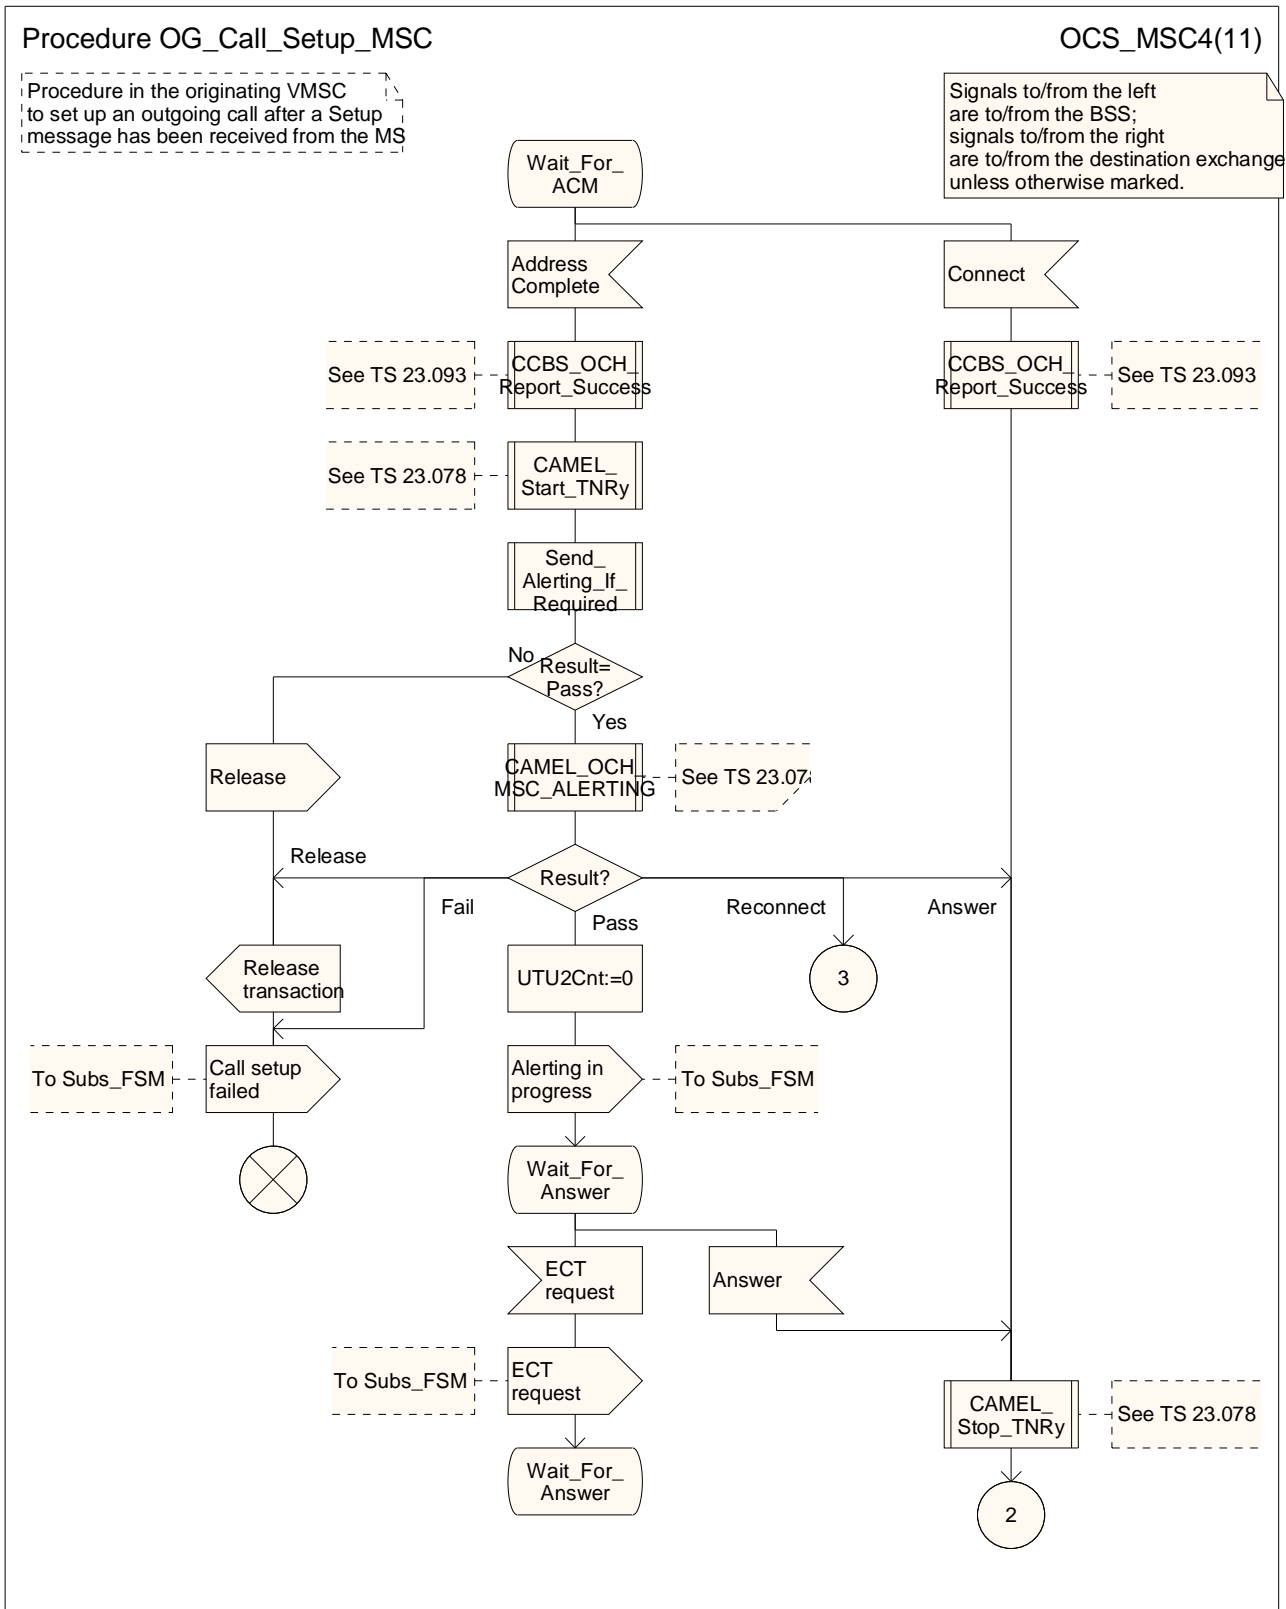 Procedure OG_Call_Setup_MSC
OCS_MSC4(11)
Procedure in the originating VMSC
to set up an outgoing call after a Setup
message has been received from the MS
Signals to/from the left
are to/from the BSS;
signals to/from the right
are to/from the destination exchange
unless otherwise marked.
Wait_For_
ACM
Address
Complete
Connect
See TS 23.093
CCBS_OCH_
Report_Success
CCBS_OCH_
Report_Success
See TS 23.093
See TS 23.078
CAMEL_
Start_TNRy
Send_
Alerting_If_
Required
No
Result=
Pass?
Yes
Release
CAMEL_OCH_
MSC_ALERTING
See TS 23.078
Release
Result?
Fail
Pass
Reconnect
Answer
Release
transaction
UTU2Cnt:=0
3
To Subs_FSM
Call setup
failed
Alerting in
progress
To Subs_FSM
Wait_For_
Answer
ECT
request
Answer
To Subs_FSM
ECT
request
CAMEL_
Stop_TNRy
See TS 23.078
Wait_For_
Answer
2